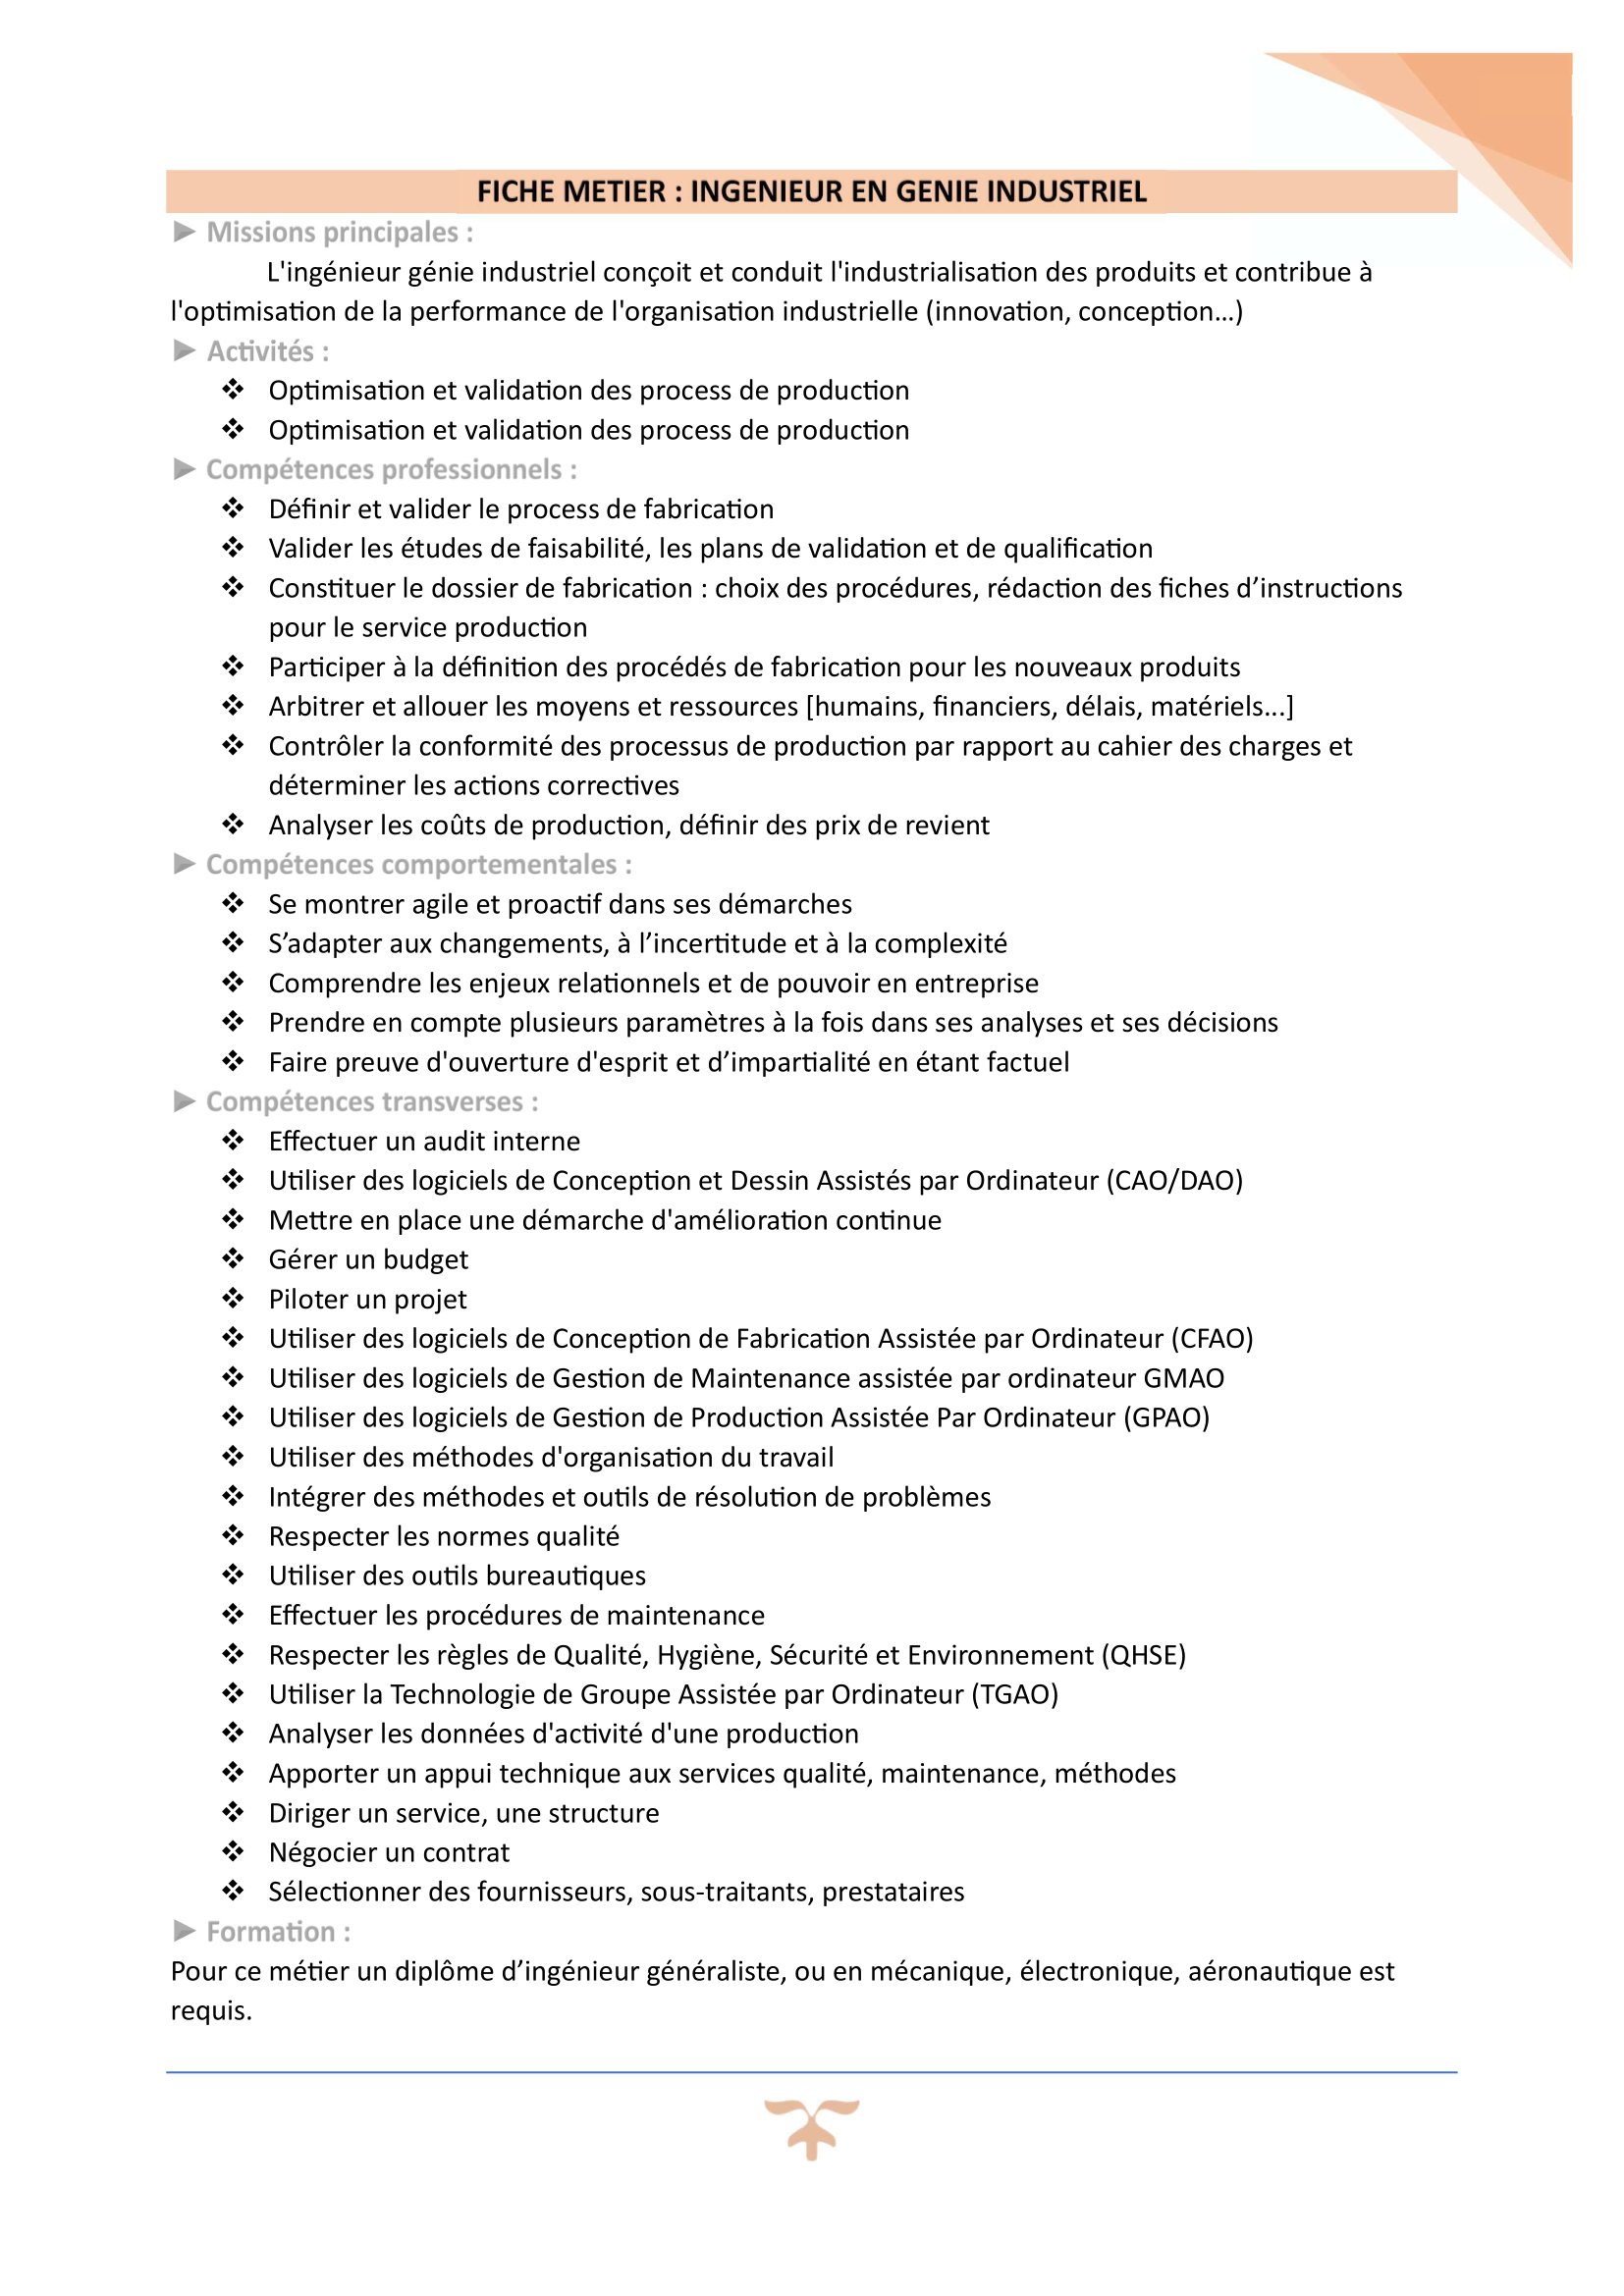 FICHE METIER : INGENIEUR EN GENIE INDUSTRIEL
► Missions principales :
L'ingénieur génie industriel conçoit et conduit l'industrialisation des produits et contribue à
l'optimisation de la performance de l'organisation industrielle (innovation, conception…)
► Activités :
❖ Optimisation et validation des process de production
❖ Optimisation et validation des process de production
► Compétences professionnels :
❖ Définir et valider le process de fabrication
❖ Valider les études de faisabilité, les plans de validation et de qualification
❖ Constituer le dossier de fabrication : choix des procédures, rédaction des fiches d’instructions
pour le service production
❖ Participer à la définition des procédés de fabrication pour les nouveaux produits
❖ Arbitrer et allouer les moyens et ressources [humains, financiers, délais, matériels...]
❖ Contrôler la conformité des processus de production par rapport au cahier des charges et
déterminer les actions correctives
❖ Analyser les coûts de production, définir des prix de revient
► Compétences comportementales :
❖ Se montrer agile et proactif dans ses démarches
❖ S’adapter aux changements, à l’incertitude et à la complexité
❖ Comprendre les enjeux relationnels et de pouvoir en entreprise
❖ Prendre en compte plusieurs paramètres à la fois dans ses analyses et ses décisions
❖ Faire preuve d'ouverture d'esprit et d’impartialité en étant factuel
► Compétences transverses :
❖ Effectuer un audit interne
❖ Utiliser des logiciels de Conception et Dessin Assistés par Ordinateur (CAO/DAO)
❖ Mettre en place une démarche d'amélioration continue
❖ Gérer un budget
❖ Piloter un projet
❖ Utiliser des logiciels de Conception de Fabrication Assistée par Ordinateur (CFAO)
❖ Utiliser des logiciels de Gestion de Maintenance assistée par ordinateur GMAO
❖ Utiliser des logiciels de Gestion de Production Assistée Par Ordinateur (GPAO)
❖ Utiliser des méthodes d'organisation du travail
❖ Intégrer des méthodes et outils de résolution de problèmes
❖ Respecter les normes qualité
❖ Utiliser des outils bureautiques
❖ Effectuer les procédures de maintenance
❖ Respecter les règles de Qualité, Hygiène, Sécurité et Environnement (QHSE)
❖ Utiliser la Technologie de Groupe Assistée par Ordinateur (TGAO)
❖ Analyser les données d'activité d'une production
❖ Apporter un appui technique aux services qualité, maintenance, méthodes
❖ Diriger un service, une structure
❖ Négocier un contrat
❖ Sélectionner des fournisseurs, sous-traitants, prestataires
► Formation :
Pour ce métier un diplôme d’ingénieur généraliste, ou en mécanique, électronique, aéronautique est
requis.